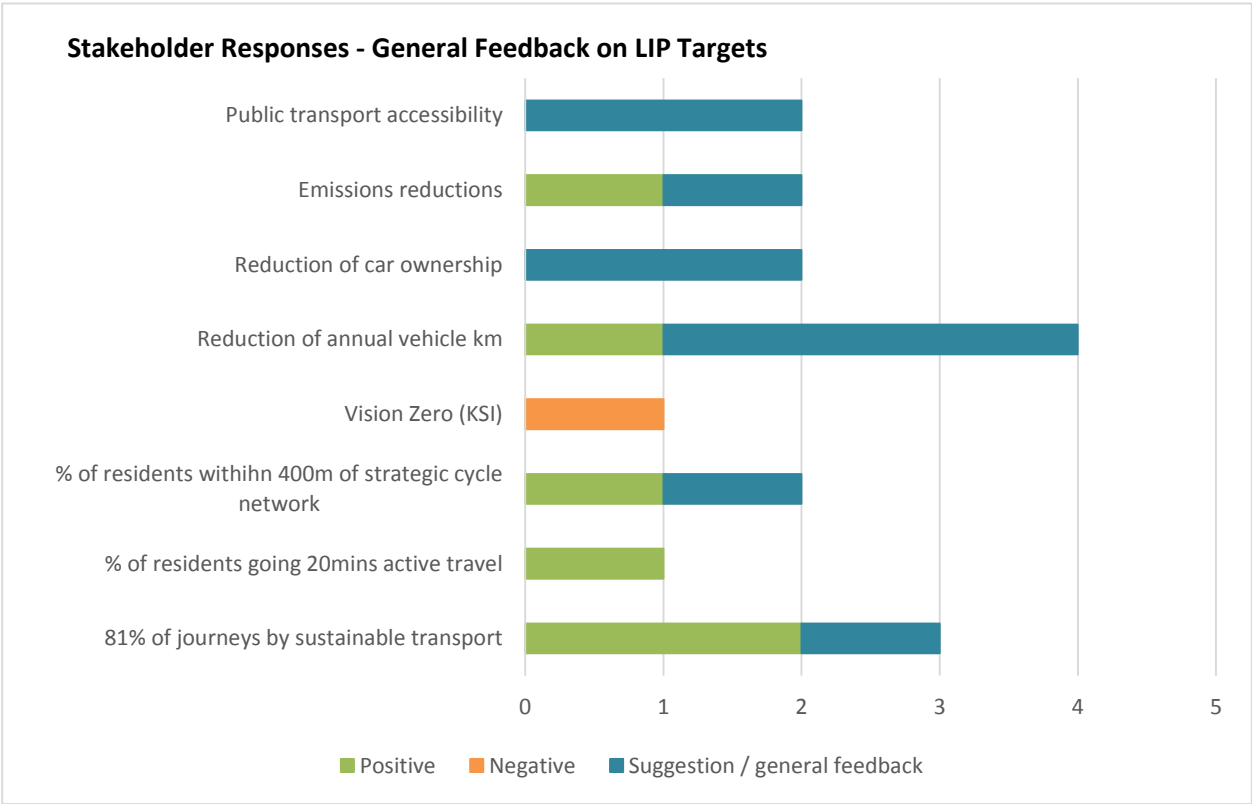 Stakeholder Responses - General Feedback on LIP Targets
Public transport accessibility
Emissions reductions
Reduction of car ownership
Reduction of annual vehicle km
Vision Zero (KSI)
% of residents withihn 400m of strategic cycle
network
% of residents going 20mins active travel
81% of journeys by sustainable transport
0 1 2 3 4 5
Positive Negative Suggestion / general feedback